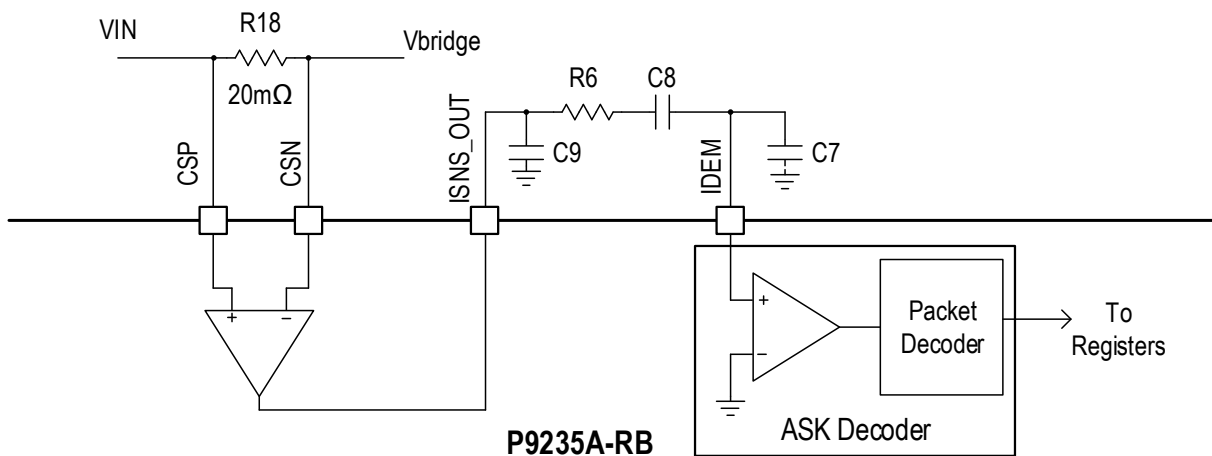 VIN
R18
Vbridge
20mΩ
CSP
CSN
ISNS_OUT
R6
C8
C9
IDEM
C7
+
−
+
−
Packet
Decoder
To
Registers
ASK Decoder
P9235A-RB